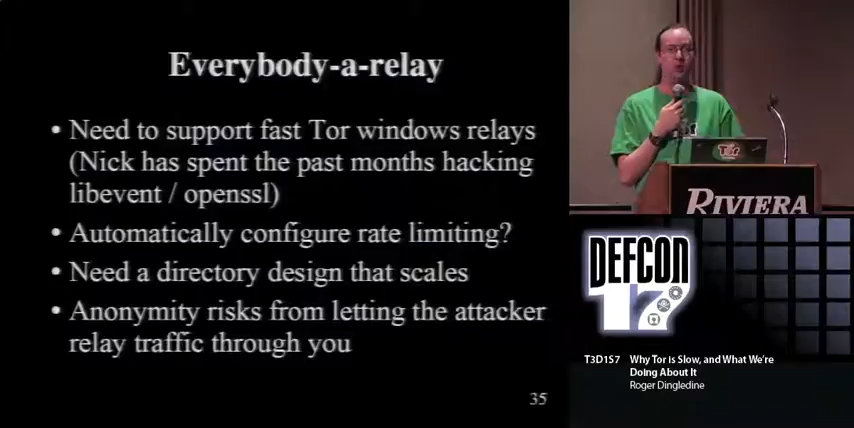 Everybody-a-relay
• Need to support fast Tor windows relays
(Nick has spent the past months hacking
libevent / openssl)
• Automatically configure rate limiting?
• Need a directory design that scales
• Anonymity risks from letting the attacker
relay traffic through you
35
RIVIERA
DEFCON
17
T3D1S7 Why Tor is Slow, and What We're
Doing About It
Roger Dingledine